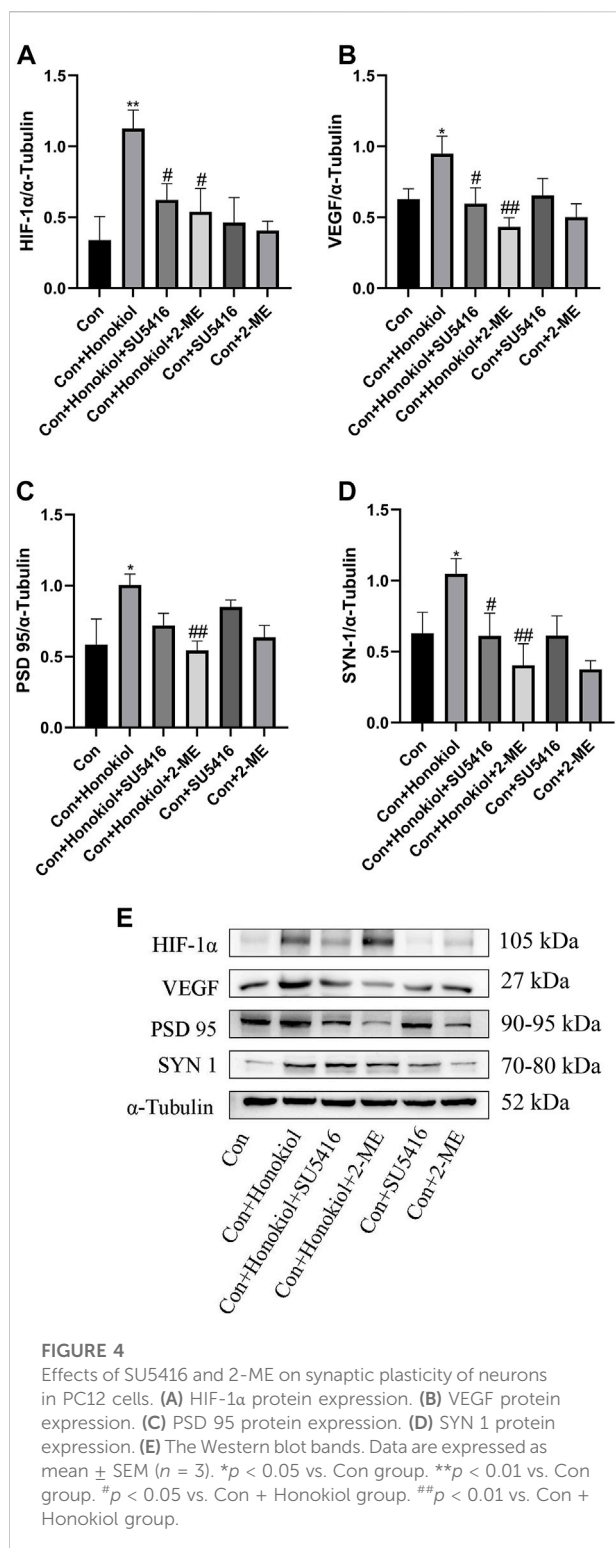 A
HIF-1α/α-Tubulin
1.5
1.0
0.5
0.0
**
#
#
Con
Con+Honokiol
Con+Honokiol+SU5416
Con+Honokiol+2-ME
Con+SU5416
Con+2-ME
B
VEGF/α-Tubulin
1.5
1.0
0.5
0.0
*
#
##
Con
Con+Honokiol
Con+Honokiol+SU5416
Con+Honokiol+2-ME
Con+SU5416
Con+2-ME
C
PSD 95/α-Tubulin
1.5
1.0
0.5
0.0
*
##
Con
Con+Honokiol
Con+Honokiol+SU5416
Con+Honokiol+2-ME
Con+SU5416
Con+2-ME
D
SYN-1/α-Tubulin
1.5
1.0
0.5
0.0
*
#
##
Con
Con+Honokiol
Con+Honokiol+SU5416
Con+Honokiol+2-ME
Con+SU5416
Con+2-ME
E
HIF-1α 105 kDa
VEGF 27 kDa
PSD 95 90-95 kDa
SYN 1 70-80 kDa
α-Tubulin 52 kDa
Con
Con+Honokiol
Con+Honokiol+SU5416
Con+Honokiol+2-ME
Con+SU5416
Con+2-ME
FIGURE 4
Effects of SU5416 and 2-ME on synaptic plasticity of neurons
in PC12 cells. (A) HIF-1α protein expression. (B) VEGF protein
expression. (C) PSD 95 protein expression. (D) SYN 1 protein
expression. (E) The Western blot bands. Data are expressed as
mean ± SEM (n = 3). *p < 0.05 vs. Con group. **p < 0.01 vs. Con
group. #p < 0.05 vs. Con + Honokiol group. ##p < 0.01 vs. Con +
Honokiol group.